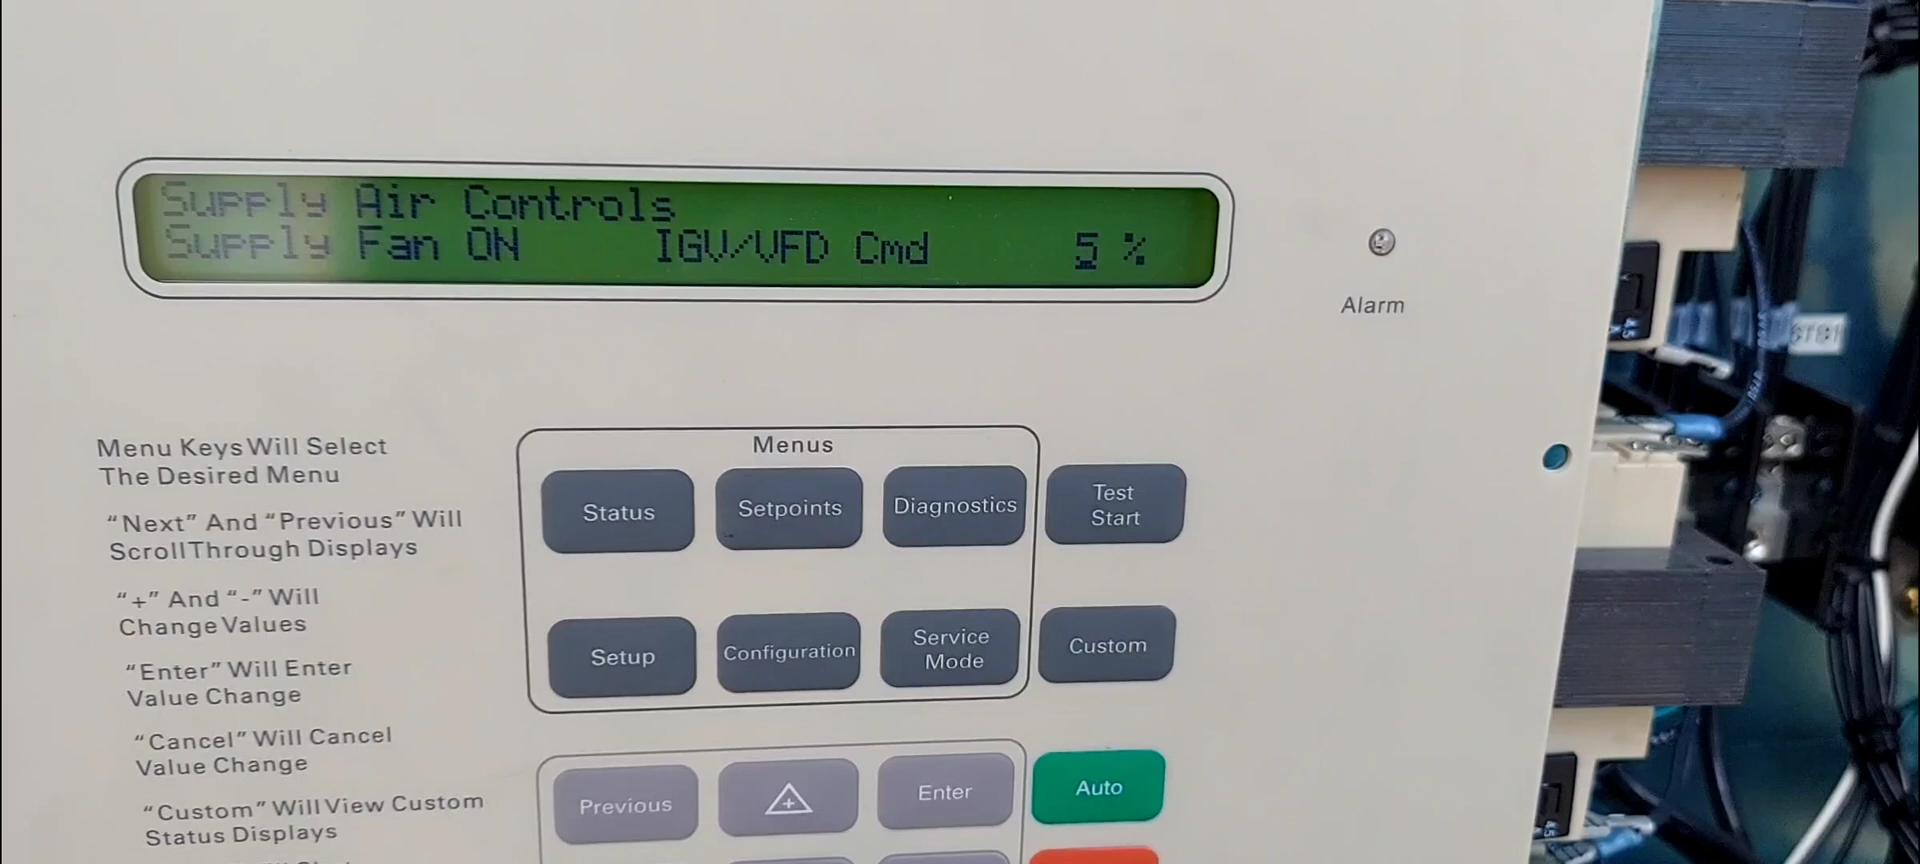 Supply Air Controls
Supply Fan ON IGV/VFD Cmd 5 %
Alarm
Menu Keys Will Select
The Desired Menu
"Next" And "Previous" Will
Scroll Through Displays
"+" And "-" Will
Change Values
"Enter" Will Enter
Value Change
"Cancel" Will Cancel
Value Change
"Custom" Will View Custom
Status Displays
Menus
Status
Setpoints
Diagnostics
Test
Start
Setup
Configuration
Service
Mode
Custom
Previous
+
Enter
Auto